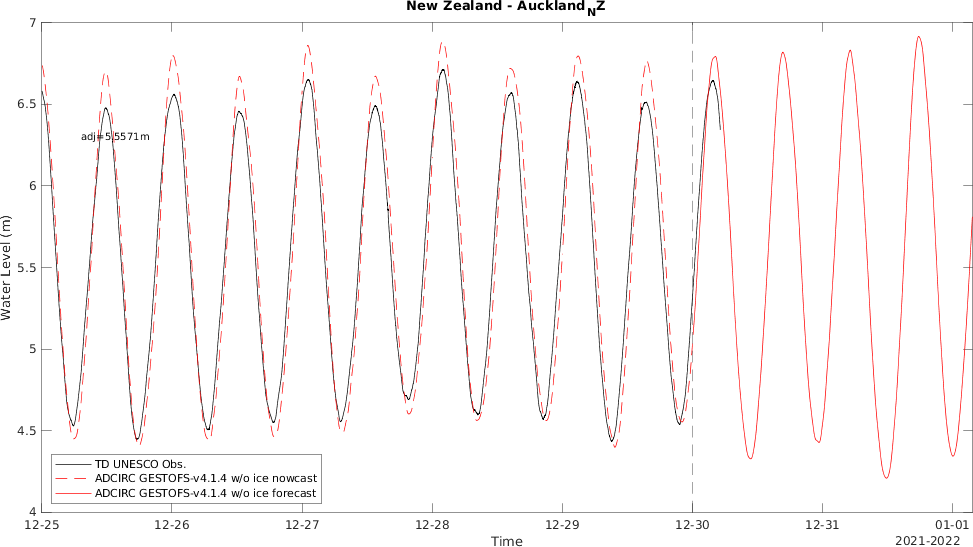 New Zealand - Auckland_NZ
7
6.5
adj=5.5571m
6
Water Level (m)
5.5
5
4.5
TD UNESCO Obs.
ADCIRC GESTOFS-v4.1.4 w/o ice nowcast
ADCIRC GESTOFS-v4.1.4 w/o ice forecast
4
12-25 12-26 12-27 12-28 12-29 12-30 12-31 01-01
Time
2021-2022